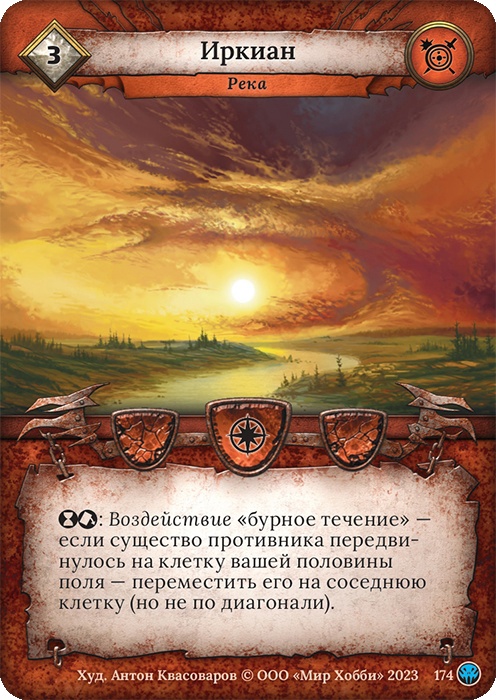 3
Иркиан
Река
: Воздействие «бурное течение» —
если существо противника передви-
нулось на клетку вашей половины
поля — переместить его на соседнюю
клетку (но не по диагонали).
Худ. Антон Квасоваров © ООО «Мир Хобби» 2023 174